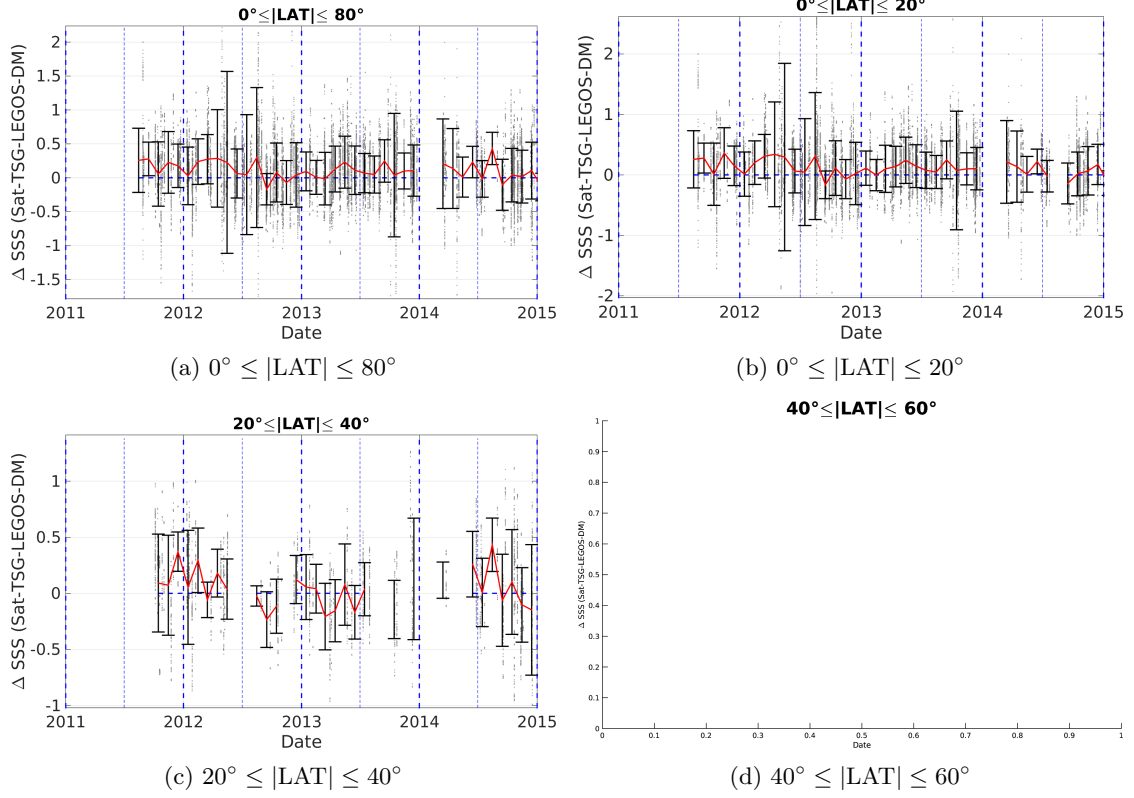 0°≤|LAT|≤ 80°
Δ SSS (Sat-TSG-LEGOS-DM)
2
1.5
1
0.5
0
-0.5
-1
-1.5
2011 2012 2013 2014 2015
Date
(a) 0° ≤ |LAT| ≤ 80°
0°≤|LAT|≤ 20°
Δ SSS (Sat-TSG-LEGOS-DM)
2
1
0
-1
-2
2011 2012 2013 2014 2015
Date
(b) 0° ≤ |LAT| ≤ 20°
20°≤|LAT|≤ 40°
Δ SSS (Sat-TSG-LEGOS-DM)
1
0.5
0
-0.5
-1
2011 2012 2013 2014 2015
Date
(c) 20° ≤ |LAT| ≤ 40°
40°≤|LAT|≤ 60°
Δ SSS (Sat-TSG-LEGOS-DM)
1
0.9
0.8
0.7
0.6
0.5
0.4
0.3
0.2
0.1
0
0 0.1 0.2 0.3 0.4 0.5 0.6 0.7 0.8 0.9 1
Date
(d) 40° ≤ |LAT| ≤ 60°